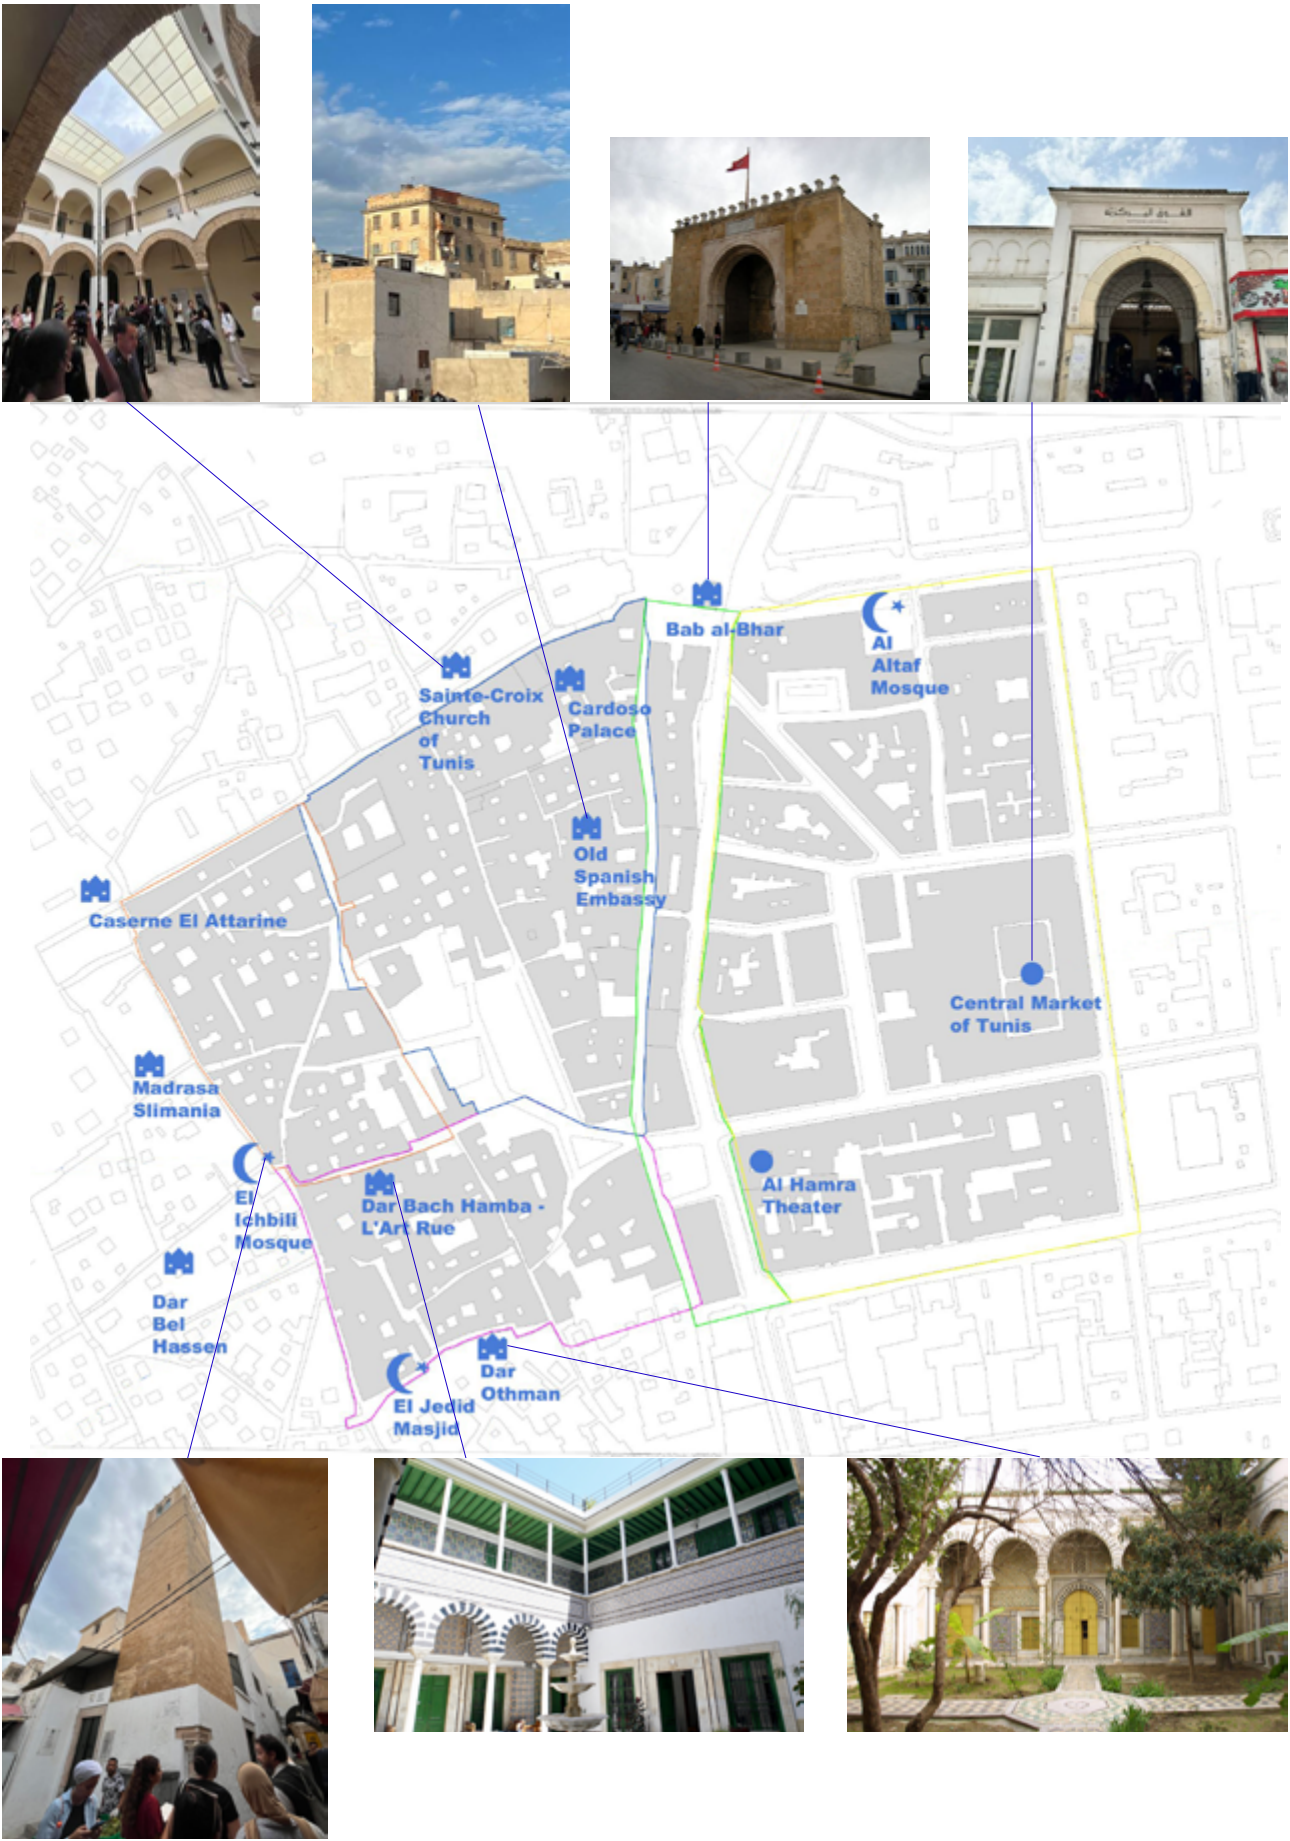 السوق المركزية
Bab al-Bhar
Al
Altaf
Mosque
Sainte-Croix
Church
of
Tunis
Cardoso
Palace
Old
Spanish
Embassy
Caserne El Attarine
Central Market
of Tunis
Madrasa
Slimania
El
Ichbili
Mosque
Dar Bach Hamba -
L'Art Rue
Al Hamra
Theater
Dar
Bel
Hassen
Dar
Othman
El Jedid
Masjid